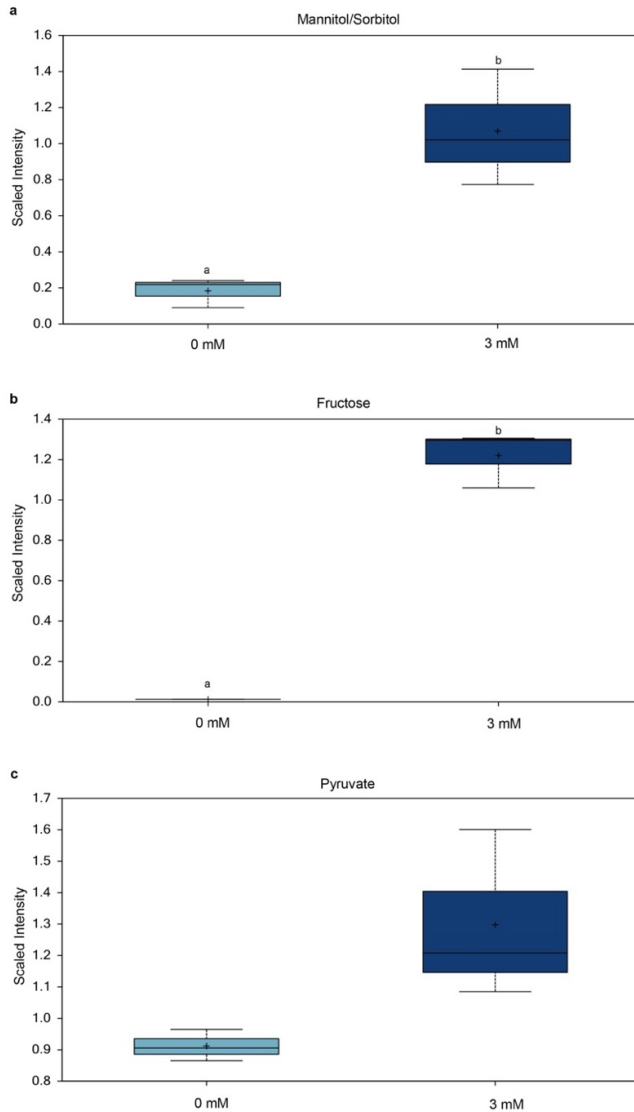 a
Mannitol/Sorbitol
1.6
1.4
1.2
1.0
0.8
0.6
0.4
0.2
0.0
Scaled Intensity
a
b
0 mM
3 mM
b
Fructose
1.4
1.2
1.0
0.8
0.6
0.4
0.2
0.0
Scaled Intensity
a
b
0 mM
3 mM
c
Pyruvate
1.7
1.6
1.5
1.4
1.3
1.2
1.1
1.0
0.9
0.8
Scaled Intensity
0 mM
3 mM